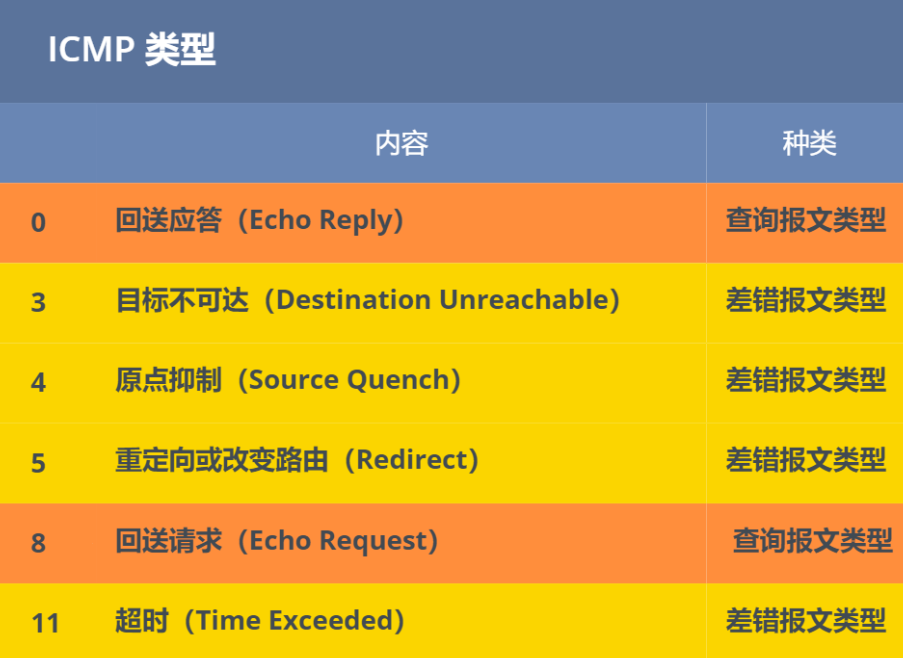 ICMP 类型
内容 种类
0 回送应答（Echo Reply） 查询报文类型
3 目标不可达（Destination Unreachable） 差错报文类型
4 原点抑制（Source Quench） 差错报文类型
5 重定向或改变路由（Redirect） 差错报文类型
8 回送请求（Echo Request） 查询报文类型
11 超时（Time Exceeded） 差错报文类型